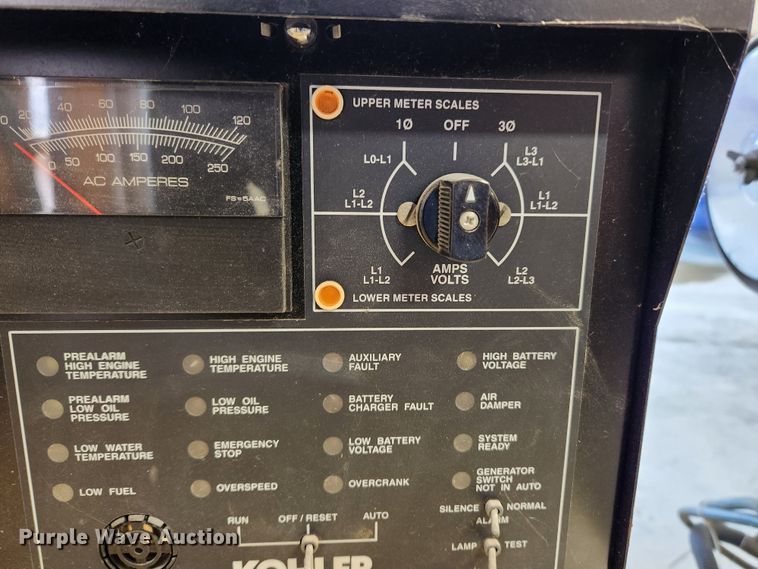 0 20 40 60 80 100 120
0 50 100 150 200 250
AC AMPERES
FS=5AAC
UPPER METER SCALES
1Ø OFF 3Ø
L0-L1
L3
L3-L1
L2
L1-L2
L1
L1-L2
L1
L1-L2
AMPS
VOLTS
L2
L2-L3
LOWER METER SCALES
PREALARM
HIGH ENGINE
TEMPERATURE
HIGH ENGINE
TEMPERATURE
AUXILIARY
FAULT
HIGH BATTERY
VOLTAGE
PREALARM
LOW OIL
PRESSURE
LOW OIL
PRESSURE
BATTERY
CHARGER FAULT
AIR
DAMPER
LOW WATER
TEMPERATURE
EMERGENCY
STOP
LOW BATTERY
VOLTAGE
SYSTEM
READY
LOW FUEL
OVERSPEED
OVERCRANK
GENERATOR
SWITCH
NOT IN AUTO
RUN OFF/RESET AUTO
SILENCE NORMAL
ALARM
LAMP TEST
KOHLER
Purple Wave Auction